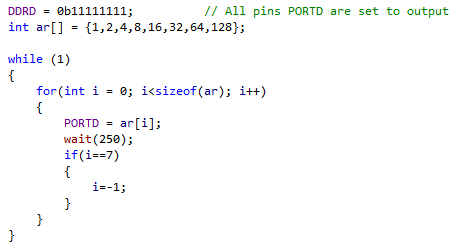 DDRD = 0b11111111;          // All pins PORTD are set to output
int ar[] = {1,2,4,8,16,32,64,128};

while (1)
{
    for(int i = 0; i<sizeof(ar); i++)
    {
        PORTD = ar[i];
        wait(250);
        if(i==7)
        {
            i=-1;
        }
    }
}